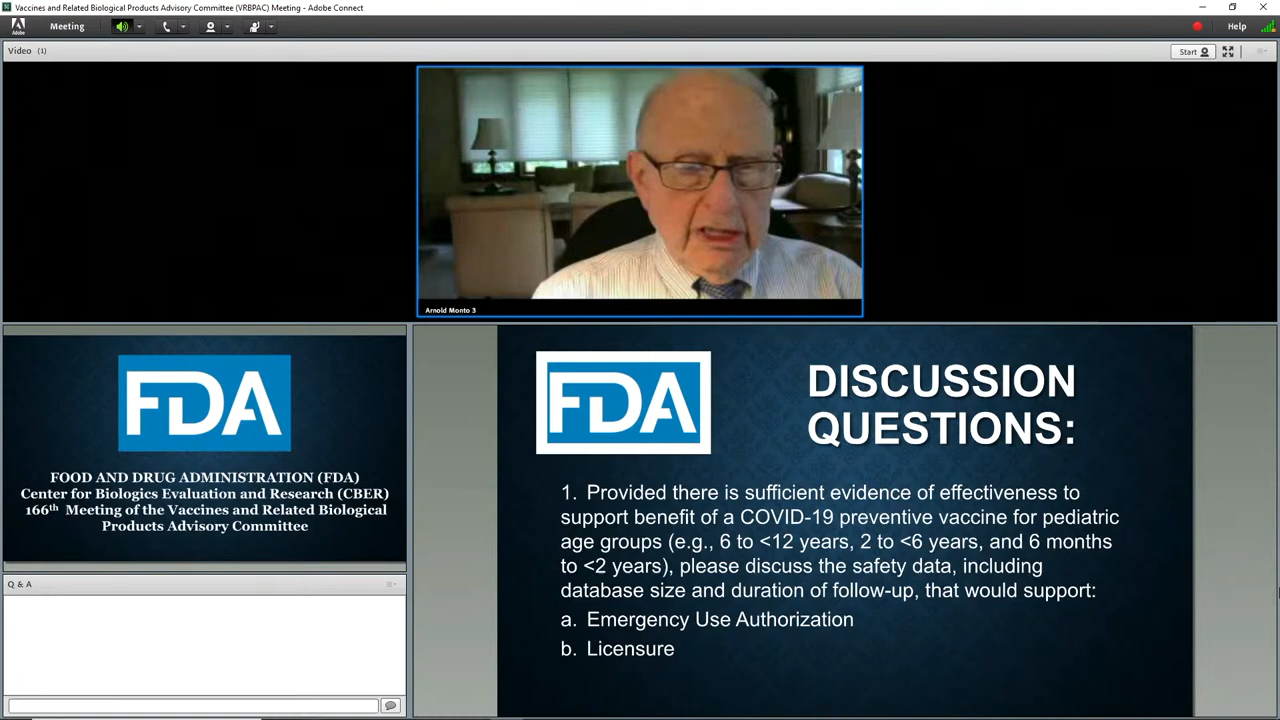 Vaccines and Related Biological Products Advisory Committee (VRBPAC) Meeting - Adobe Connect
Adobe
Meeting
Help
Video (1)
Start
Arnold Monto 3
FDA
FOOD AND DRUG ADMINISTRATION (FDA)
Center for Biologics Evaluation and Research (CBER)
166th Meeting of the Vaccines and Related Biological
Products Advisory Committee
Q & A
FDA
DISCUSSION
QUESTIONS:
1. Provided there is sufficient evidence of effectiveness to
support benefit of a COVID-19 preventive vaccine for pediatric
age groups (e.g., 6 to <12 years, 2 to <6 years, and 6 months
to <2 years), please discuss the safety data, including
database size and duration of follow-up, that would support:
a. Emergency Use Authorization
b. Licensure